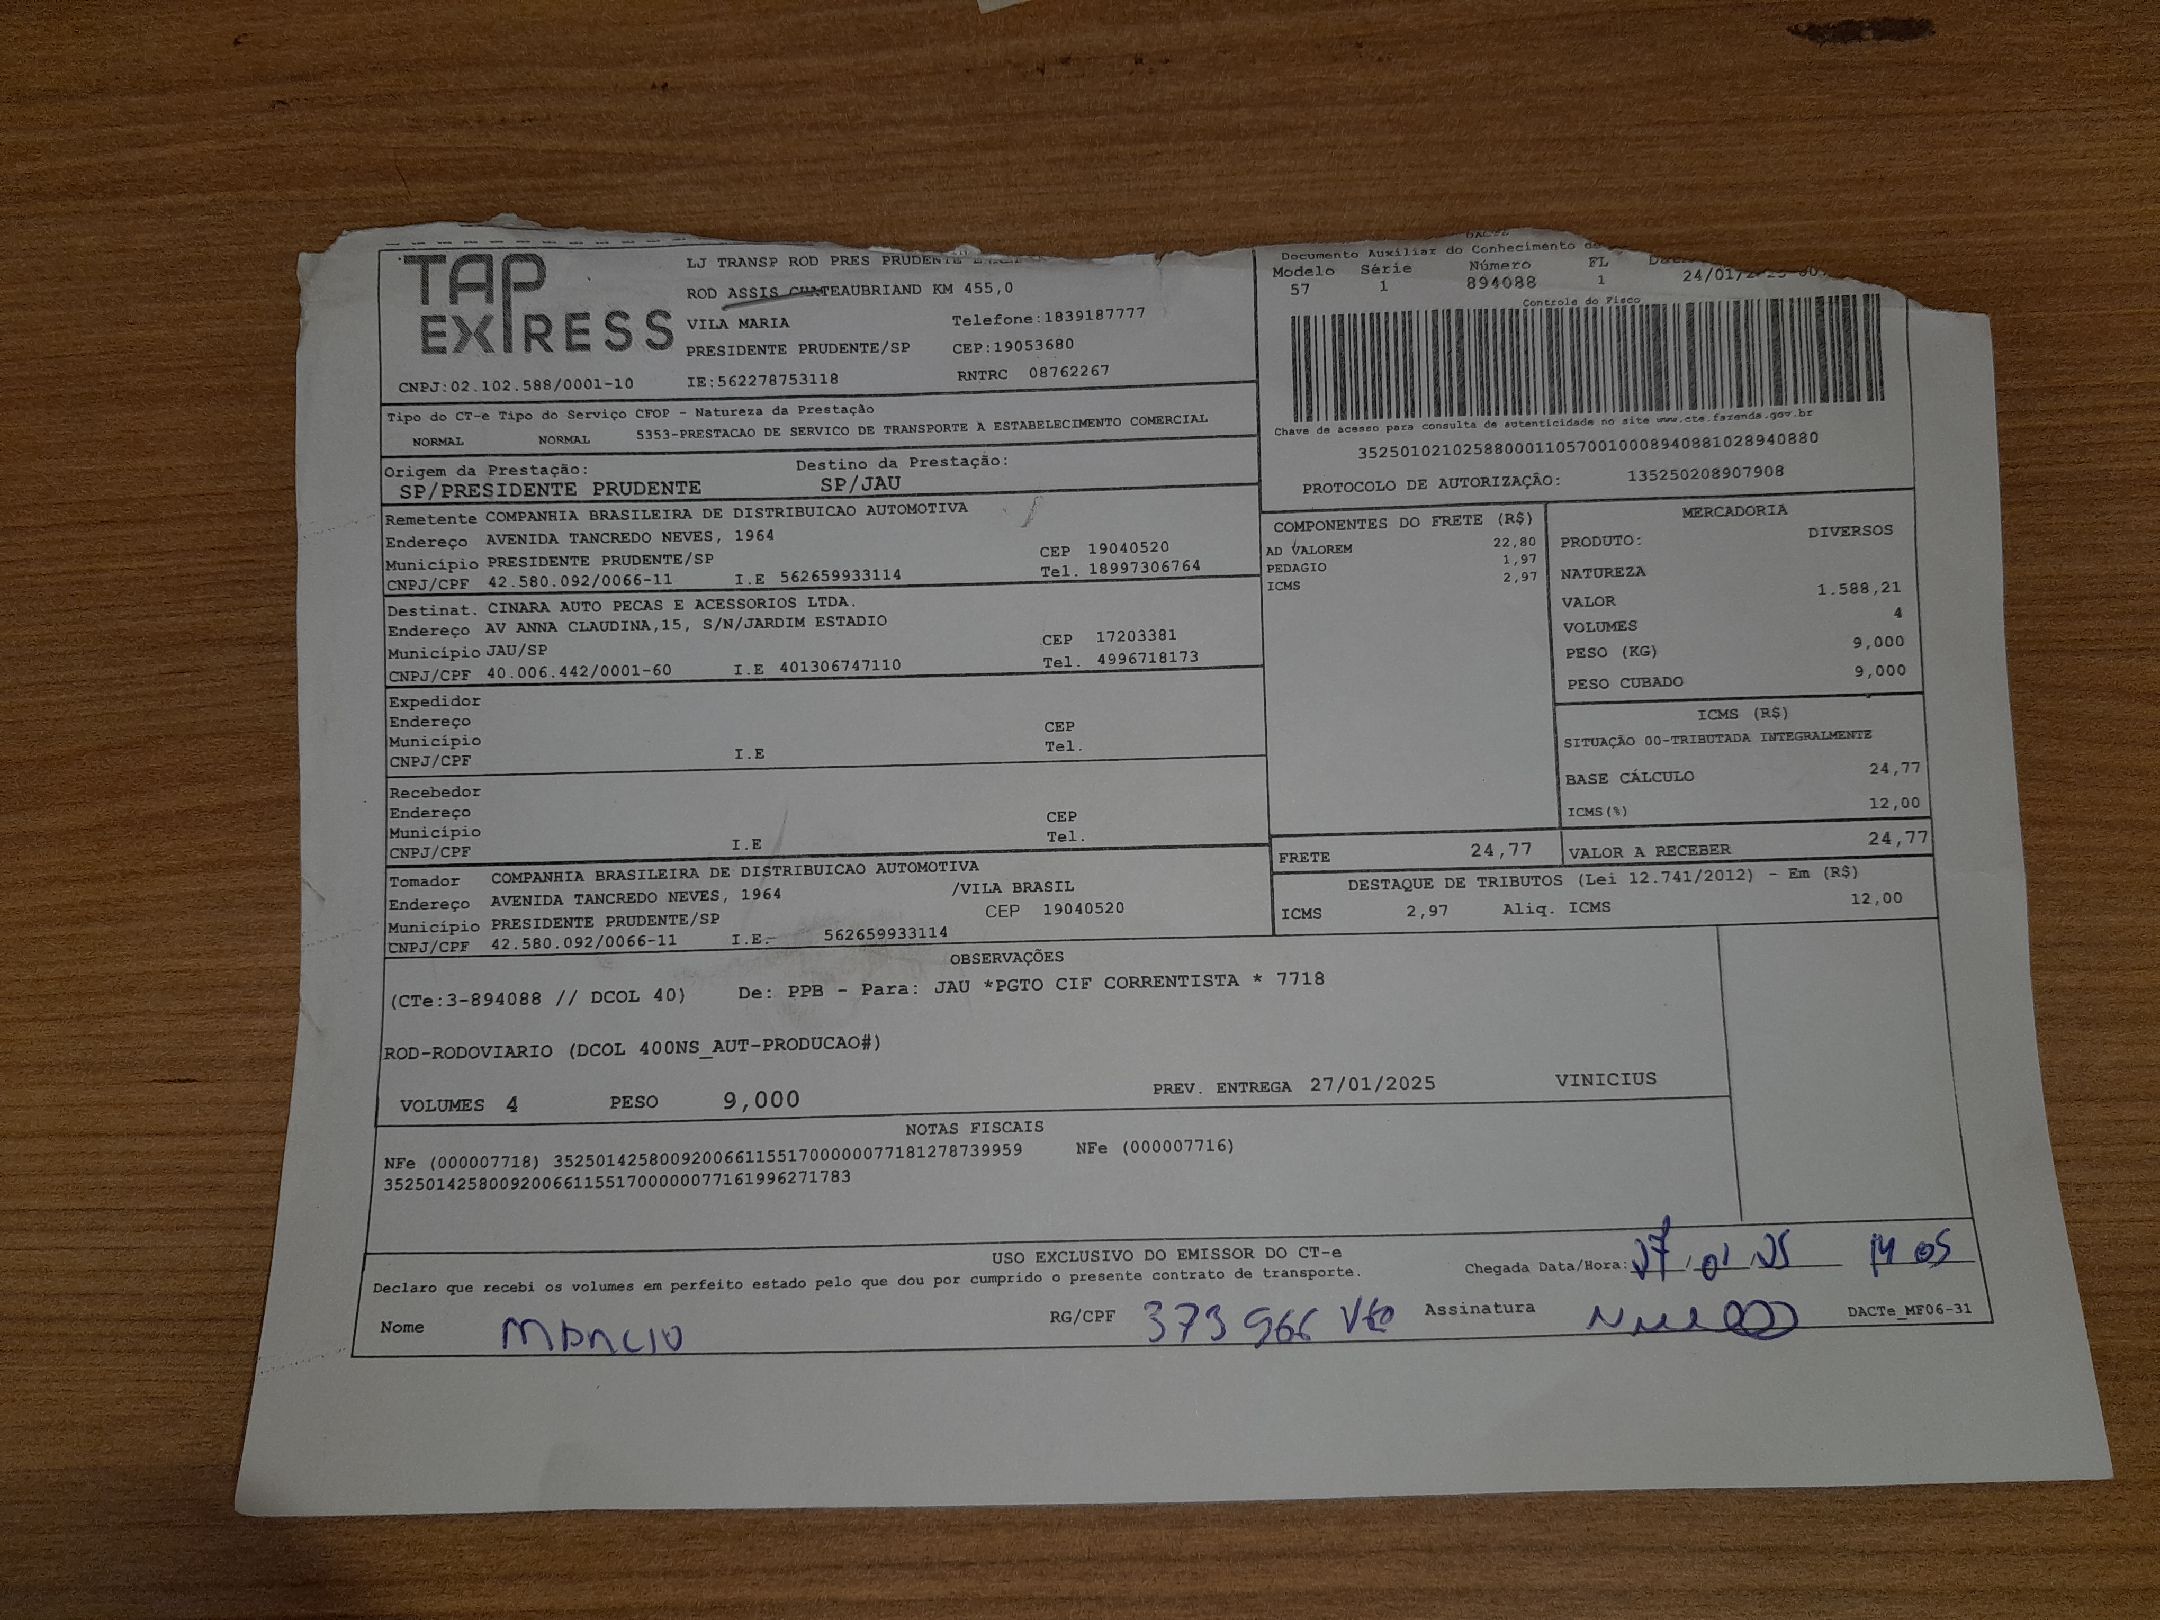 TAP EXPRESS
LJ TRANSP ROD PRES PRUDENTE
ROD ASSIS CHATEAUBRIAND KM 455,0
VILA MARIA Telefone:1839187777
PRESIDENTE PRUDENTE/SP CEP:19053680
CNPJ:02.102.588/0001-10 IE:562278753118 RNTRC 08762267
DACTE
Documento Auxiliar do Conhecimento de
Modelo Série Número FL
57 1 894088 1 24/01/2025
Controle do Fisco
Chave de acesso para consulta de autenticidade no site www.cte.fazenda.gov.br
35250102102588000110570010008940881028940880
PROTOCOLO DE AUTORIZAÇÃO: 135250208907908
Tipo do CT-e Tipo do Serviço CFOP - Natureza da Prestação
NORMAL NORMAL 5353-PRESTACAO DE SERVICO DE TRANSPORTE A ESTABELECIMENTO COMERCIAL
Origem da Prestação: Destino da Prestação:
SP/PRESIDENTE PRUDENTE SP/JAU
Remetente COMPANHIA BRASILEIRA DE DISTRIBUICAO AUTOMOTIVA
Endereço AVENIDA TANCREDO NEVES, 1964
Município PRESIDENTE PRUDENTE/SP CEP 19040520
CNPJ/CPF 42.580.092/0066-11 I.E 562659933114 Tel. 18997306764
Destinat. CINARA AUTO PECAS E ACESSORIOS LTDA.
Endereço AV ANNA CLAUDINA,15, S/N/JARDIM ESTADIO
Município JAU/SP CEP 17203381
CNPJ/CPF 40.006.442/0001-60 I.E 401306747110 Tel. 4996718173
Expedidor
Endereço
Município CEP
CNPJ/CPF I.E Tel.
Recebedor
Endereço
Município CEP
CNPJ/CPF I.E Tel.
Tomador COMPANHIA BRASILEIRA DE DISTRIBUICAO AUTOMOTIVA
Endereço AVENIDA TANCREDO NEVES, 1964 /VILA BRASIL
Município PRESIDENTE PRUDENTE/SP CEP 19040520
CNPJ/CPF 42.580.092/0066-11 I.E. 562659933114
COMPONENTES DO FRETE (R$)
AD VALOREM 22,80
PEDAGIO 1,97
ICMS 2,97
MERCADORIA
PRODUTO: DIVERSOS
NATUREZA
VALOR 1.588,21
VOLUMES 4
PESO (KG) 9,000
PESO CUBADO 9,000
ICMS (R$)
SITUAÇÃO 00-TRIBUTADA INTEGRALMENTE
BASE CÁLCULO 24,77
ICMS(%) 12,00
FRETE 24,77 VALOR A RECEBER 24,77
DESTAQUE DE TRIBUTOS (Lei 12.741/2012) - Em (R$)
ICMS 2,97 Aliq. ICMS 12,00
OBSERVAÇÕES
(CTe:3-894088 // DCOL 40) De: PPB - Para: JAU *PGTO CIF CORRENTISTA * 7718
ROD-RODOVIARIO (DCOL 400NS_AUT-PRODUCAO#)
VOLUMES 4 PESO 9,000 PREV. ENTREGA 27/01/2025 VINICIUS
NOTAS FISCAIS
NFe (000007718) 35250142580092006611551700000077181278739959 NFe (000007716)
35250142580092006611551700000077161996271783
USO EXCLUSIVO DO EMISSOR DO CT-e
Declaro que recebi os volumes em perfeito estado pelo que dou por cumprido o presente contrato de transporte. Chegada Data/Hora: 27/01/25 14 05
Nome MARCIO RG/CPF 373 966 Assinatura DACTe_MF06-31